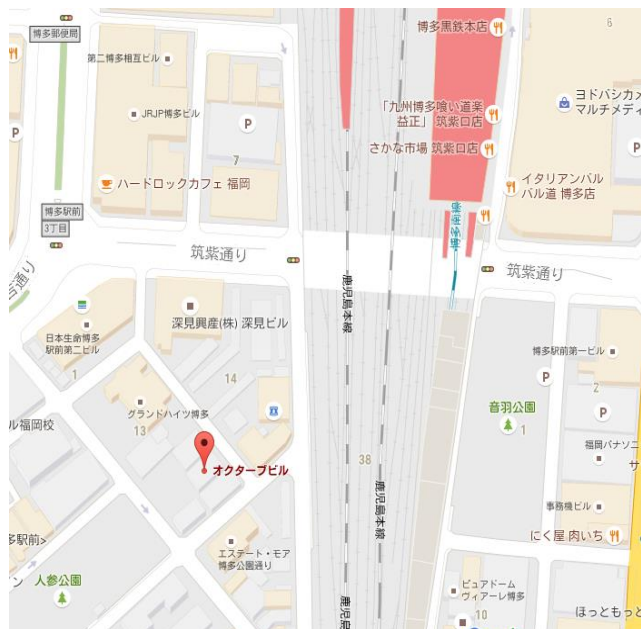 博多郵便局
第二博多相互ビル
JRJP博多ビル
P
P
7
ハードロックカフェ 福岡
博多駅前
3丁目
筑紫通り
博多黒鉄本店
「九州博多喰い道楽
益正」 筑紫口店
さかな市場 筑紫口店
6
ヨドバシカメ
マルチメディ
P
イタリアンバル
バル道 博多店
筑紫通り
鹿児島本線
日本生命博多
駅前第二ビル
1
深見興産(株) 深見ビル
14
グランドハイツ博多
13
ル福岡校
オクターブビル
38
鹿児島本線
音羽公園
1
博多駅前第一ビル
P
2
P
福岡パナソニ
サ
事務機ビル
にく屋 肉いち
多駅前>
エステート・モア
博多公園通り
人参公園
ン
ピュアドーム
ヴィアーレ博多
10
ほっともっと
鹿児島